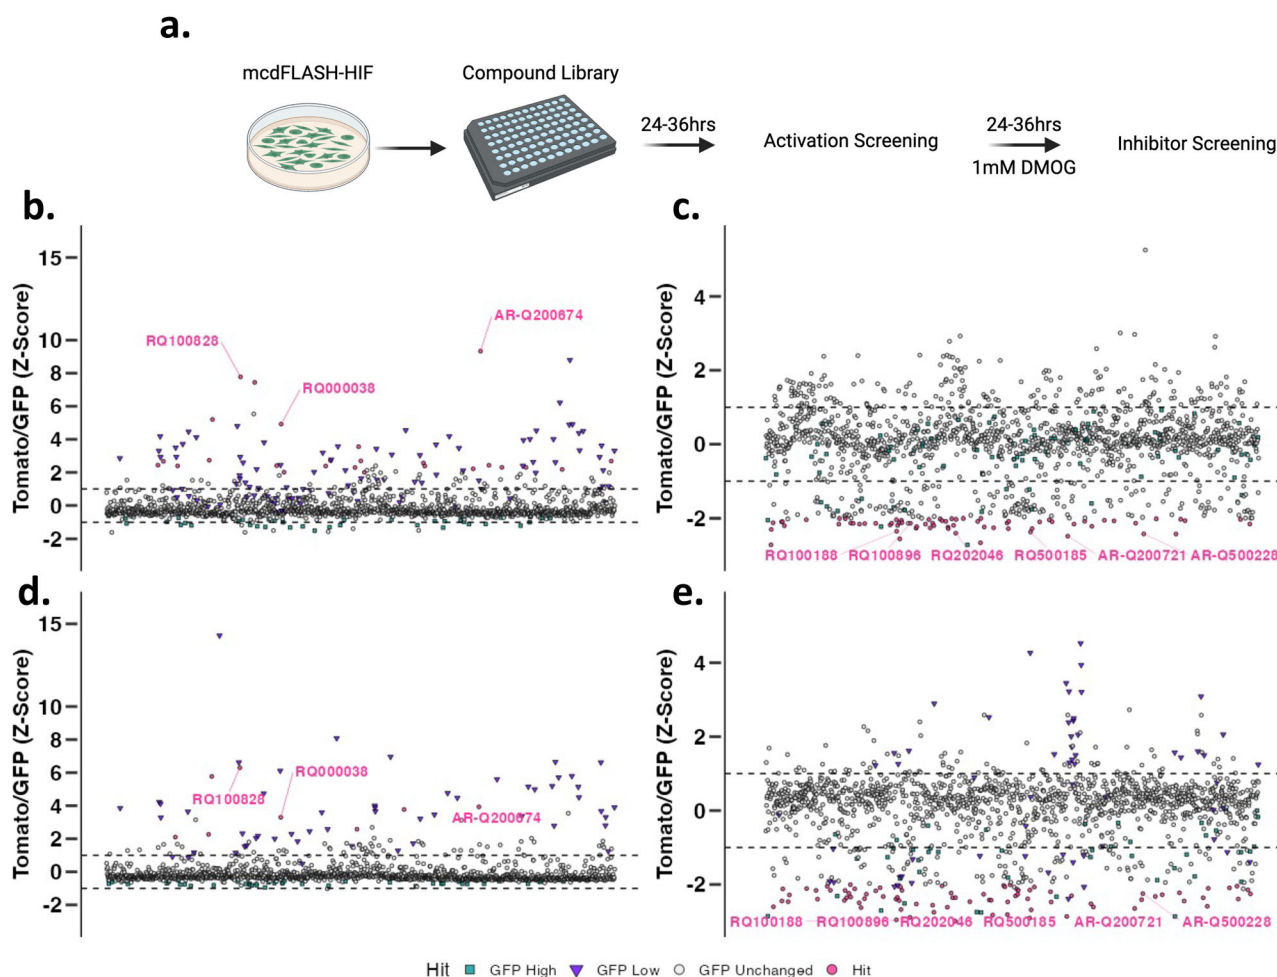 a.
mcdFLASH-HIF
Compound Library
24-36hrs
Activation Screening
24-36hrs
1mM DMOG
Inhibitor Screening
b.
Tomato/GFP (Z-Score)
15
10
8
6
4
2
0
-2
RQ100828
RQ000038
AR-Q200674
c.
Tomato/GFP (Z-Score)
4
2
0
-2
RQ100188 RQ100896 RQ202046 RQ500185 AR-Q200721 AR-Q500228
d.
Tomato/GFP (Z-Score)
15
10
8
6
4
2
0
-2
RQ000038
RQ100828
AR-Q200674
e.
Tomato/GFP (Z-Score)
4
2
0
-2
RQ100188 RQ100896 RQ202046 RQ500185 AR-Q200721 AR-Q500228
Hit GFP High GFP Low GFP Unchanged Hit